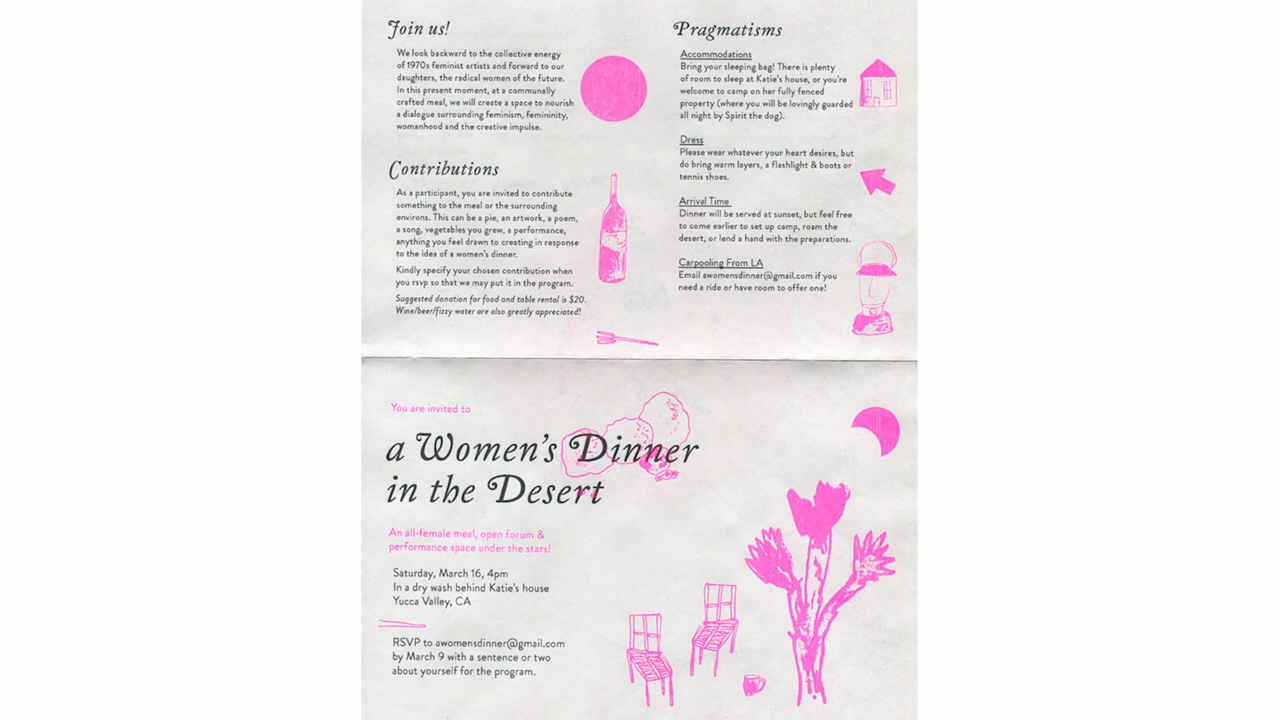 Join us!
We look backward to the collective energy
of 1970s feminist artists and forward to our
daughters, the radical women of the future.
In this present moment, at a communally
crafted meal, we will create a space to nourish
a dialogue surrounding feminism, femininity,
womanhood and the creative impulse.
Contributions
As a participant, you are invited to contribute
something to the meal or the surrounding
environs. This can be a pie, an artwork, a poem,
a song, vegetables you grew, a performance,
anything you feel drawn to creating in response
to the idea of a women's dinner.
Kindly specify your chosen contribution when
you rsvp so that we may put it in the program.
Suggested donation for food and table rental is $20.
Wine/beer/fizzy water are also greatly appreciated!
Pragmatisms
Accommodations
Bring your sleeping bag! There is plenty
of room to sleep at Katie's house, or you're
welcome to camp on her fully fenced
property (where you will be lovingly guarded
all night by Spirit the dog).
Dress
Please wear whatever your heart desires, but
do bring warm layers, a flashlight & boots or
tennis shoes.
Arrival Time
Dinner will be served at sunset, but feel free
to come earlier to set up camp, roam the
desert, or lend a hand with the preparations.
Carpooling From LA
Email awomensdinner@gmail.com if you
need a ride or have room to offer one!
You are invited to
a Women's Dinner
in the Desert
An all-female meal, open forum &
performance space under the stars!
Saturday, March 16, 4pm
In a dry wash behind Katie's house
Yucca Valley, CA
RSVP to awomensdinner@gmail.com
by March 9 with a sentence or two
about yourself for the program.